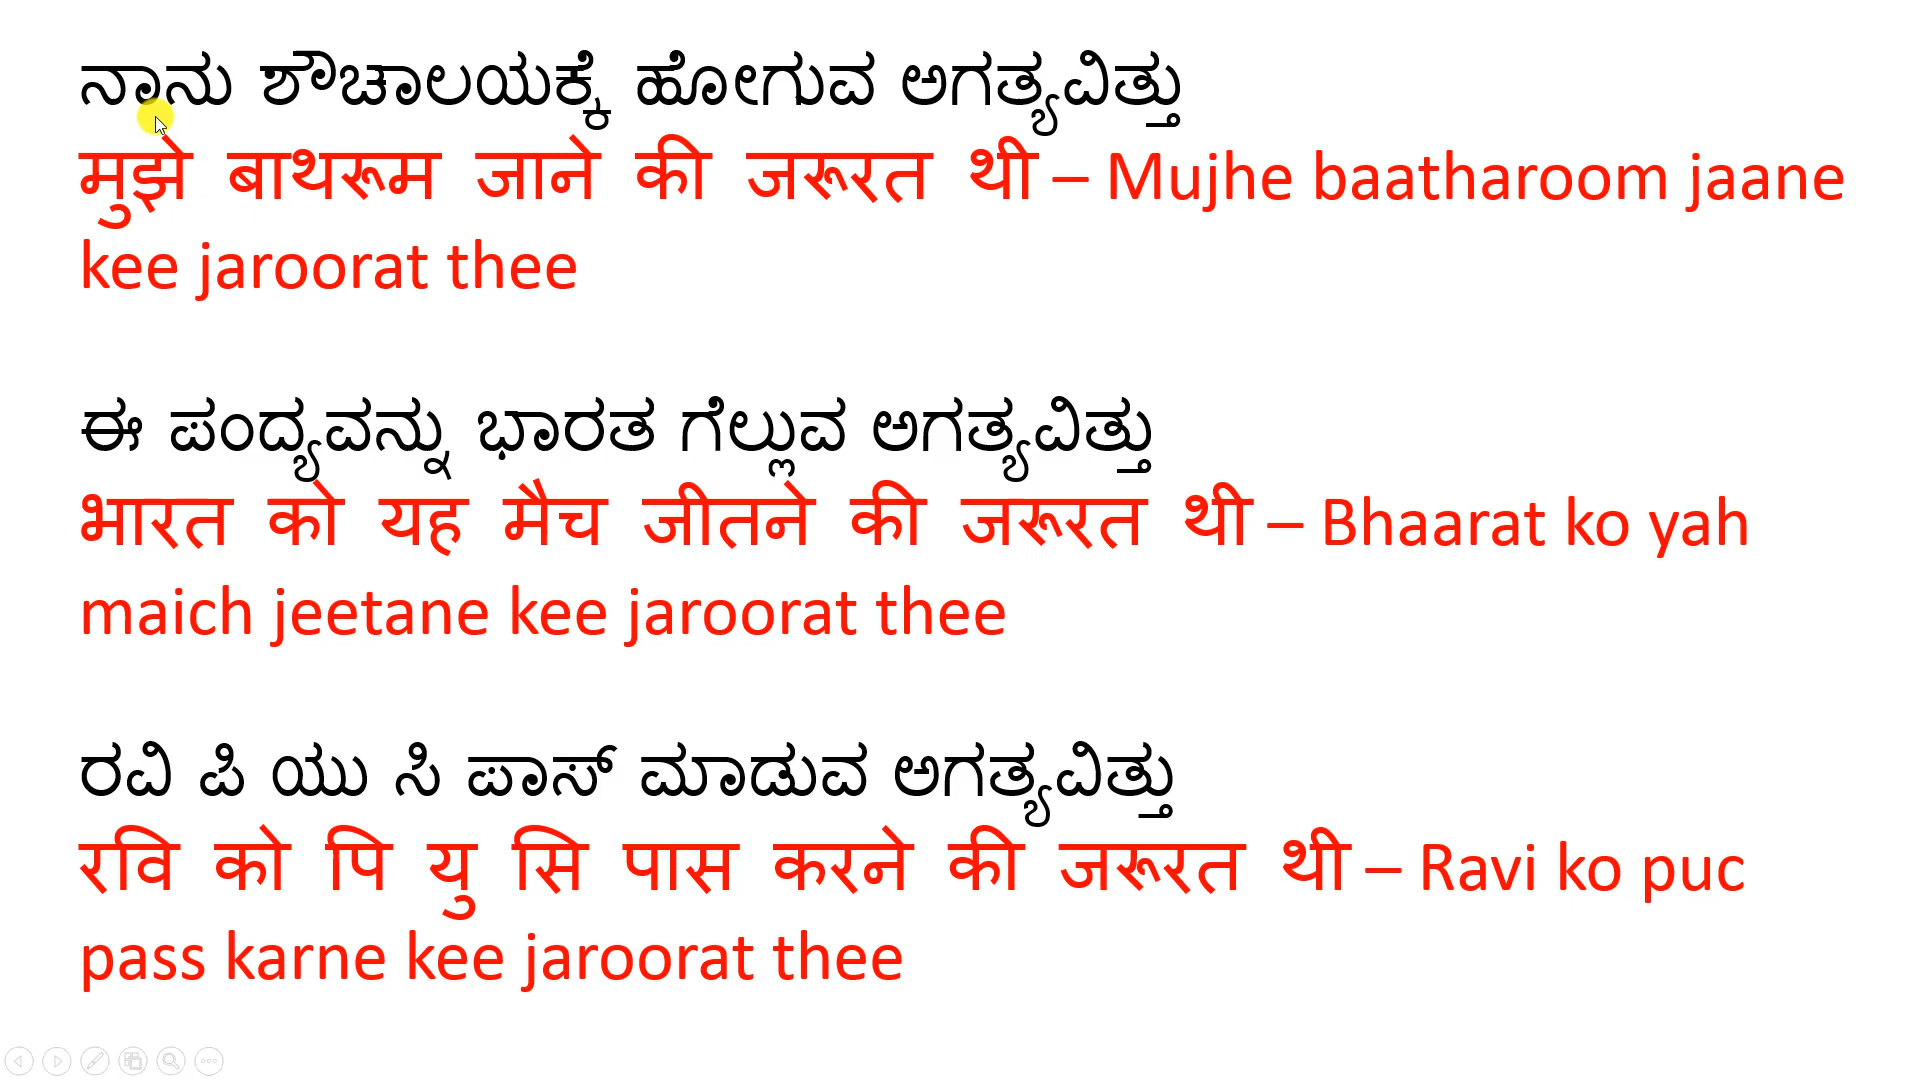 ನಾನು ಶೌಚಾಲಯಕ್ಕೆ ಹೋಗುವ ಅಗತ್ಯವಿತ್ತು
मुझे बाथरूम जाने की जरूरत थी – Mujhe baatharoom jaane
kee jaroorat thee
ಈ ಪಂದ್ಯವನ್ನು ಭಾರತ ಗೆಲ್ಲುವ ಅಗತ್ಯವಿತ್ತು
भारत को यह मैच जीतने की जरूरत थी – Bhaarat ko yah
maich jeetane kee jaroorat thee
ರವಿ ಪಿ ಯು ಸಿ ಪಾಸ್ ಮಾಡುವ ಅಗತ್ಯವಿತ್ತು
रवि को पि यु सि पास करने की जरूरत थी – Ravi ko puc
pass karne kee jaroorat thee